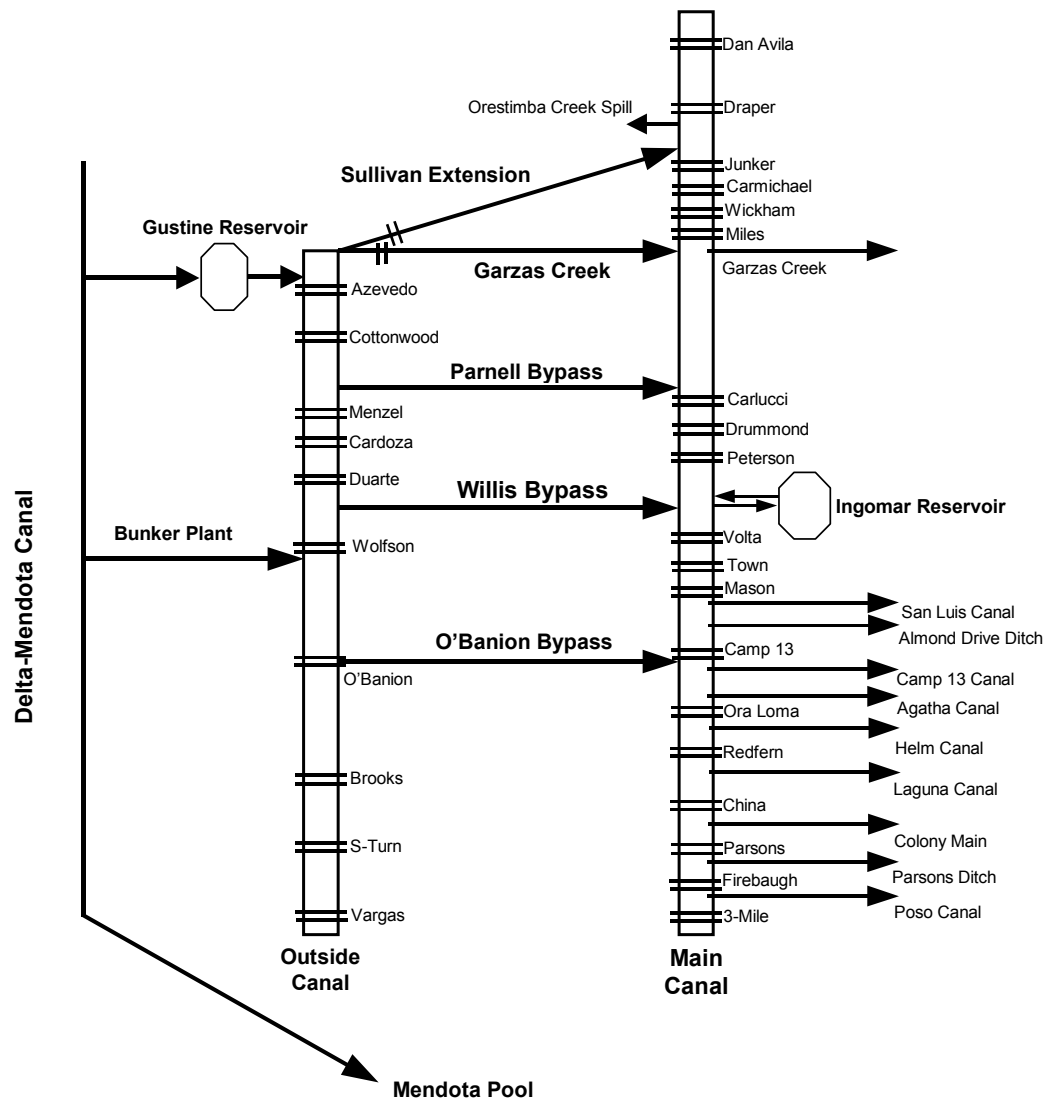 Dan Avila
Orestimba Creek Spill
Draper
Sullivan Extension
Junker
Carmichael
Wickham
Miles
Gustine Reservoir
Garzas Creek
Garzas Creek
Azevedo
Cottonwood
Parnell Bypass
Carlucci
Menzel
Drummond
Cardoza
Peterson
Duarte
Willis Bypass
Ingomar Reservoir
Delta-Mendota Canal
Bunker Plant
Wolfson
Volta
Town
Mason
San Luis Canal
Almond Drive Ditch
O'Banion Bypass
Camp 13
O'Banion
Camp 13 Canal
Agatha Canal
Ora Loma
Helm Canal
Redfern
Brooks
Laguna Canal
China
S-Turn
Colony Main
Parsons
Parsons Ditch
Firebaugh
Vargas
3-Mile
Poso Canal
Outside
Canal
Main
Canal
Mendota Pool